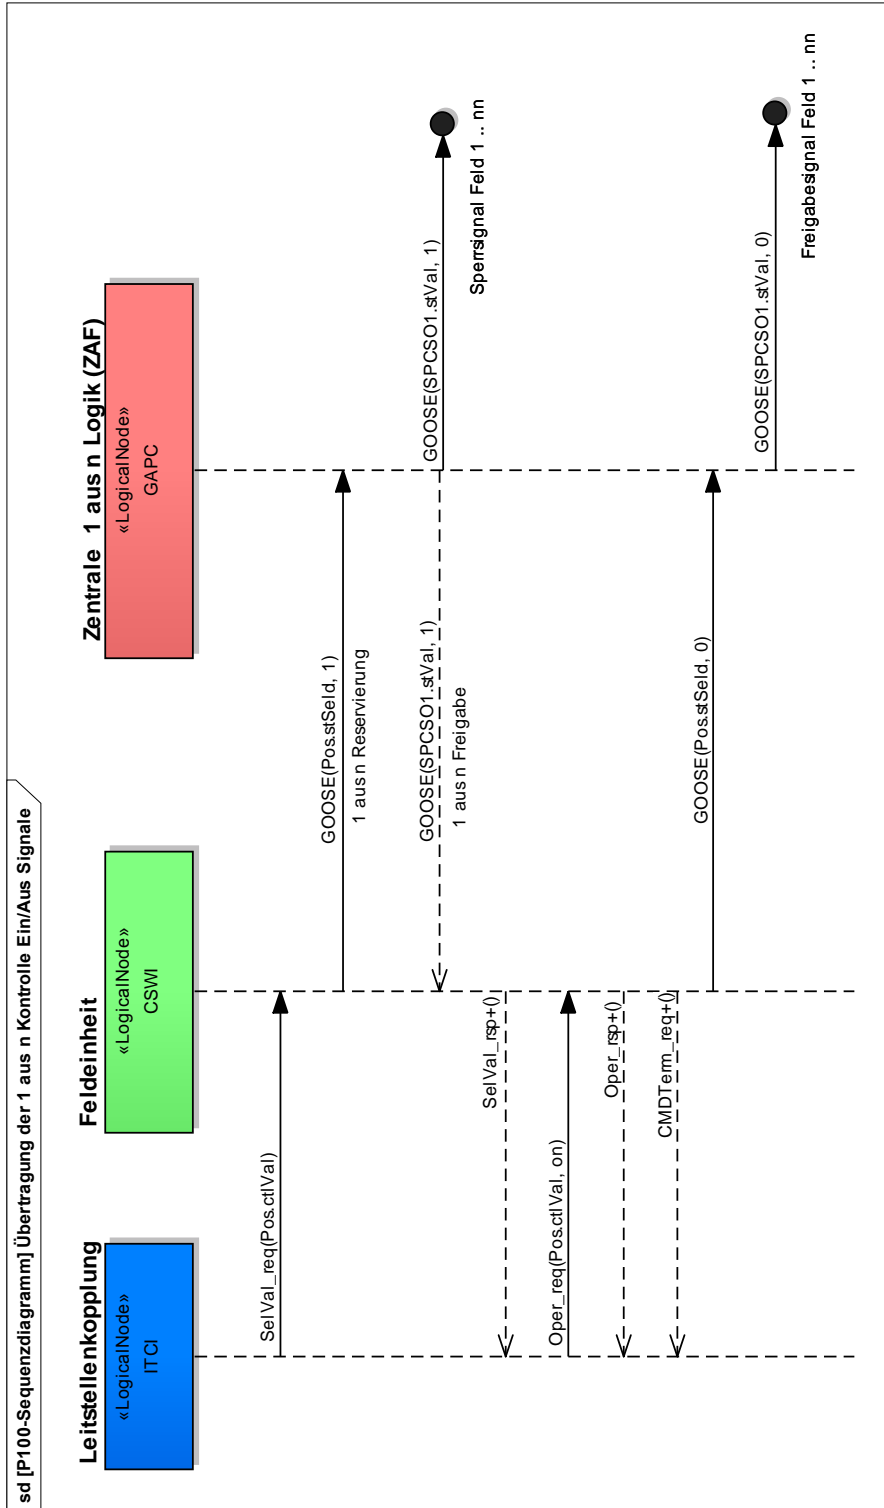 sd [P100-Sequenzdiagramm] Übertragung der 1 aus n Kontrolle Ein/Aus Signale
Leitstellenkopplung
Feldeinheit
Zentrale 1 aus n Logik (ZAF)
«LogicalNode»
ITCI
«LogicalNode»
CSWI
«LogicalNode»
GAPC
SelVal_req(Pos.ctlVal)
GOOSE(Pos.stSeld, 1)
1 aus n Reservierung
GOOSE(SPCSO1.stVal, 1)
1 aus n Freigabe
GOOSE(SPCSO1.stVal, 1)
Sperrsignal Feld 1 .. nn
SelVal_rsp+()
Oper_req(Pos.ctlVal, on)
Oper_rsp+()
CMDTerm_req+()
GOOSE(Pos.stSeld, 0)
GOOSE(SPCSO1.stVal, 0)
Freigabesignal Feld 1 .. nn